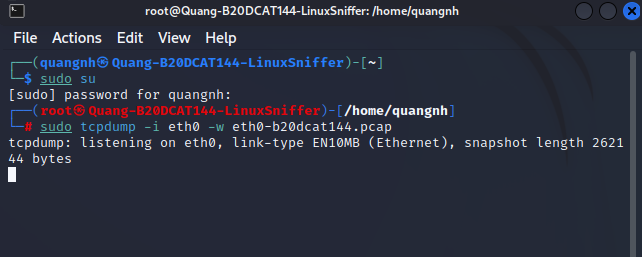 root@Quang-B20DCAT144-LinuxSniffer: /home/quangnh
File Actions Edit View Help
┌──(quangnh㉿Quang-B20DCAT144-LinuxSniffer)-[~]
└─$ sudo su
[sudo] password for quangnh:
┌──(root㉿Quang-B20DCAT144-LinuxSniffer)-[/home/quangnh]
└─# sudo tcpdump -i eth0 -w eth0-b20dcat144.pcap
tcpdump: listening on eth0, link-type EN10MB (Ethernet), snapshot length 2621
44 bytes